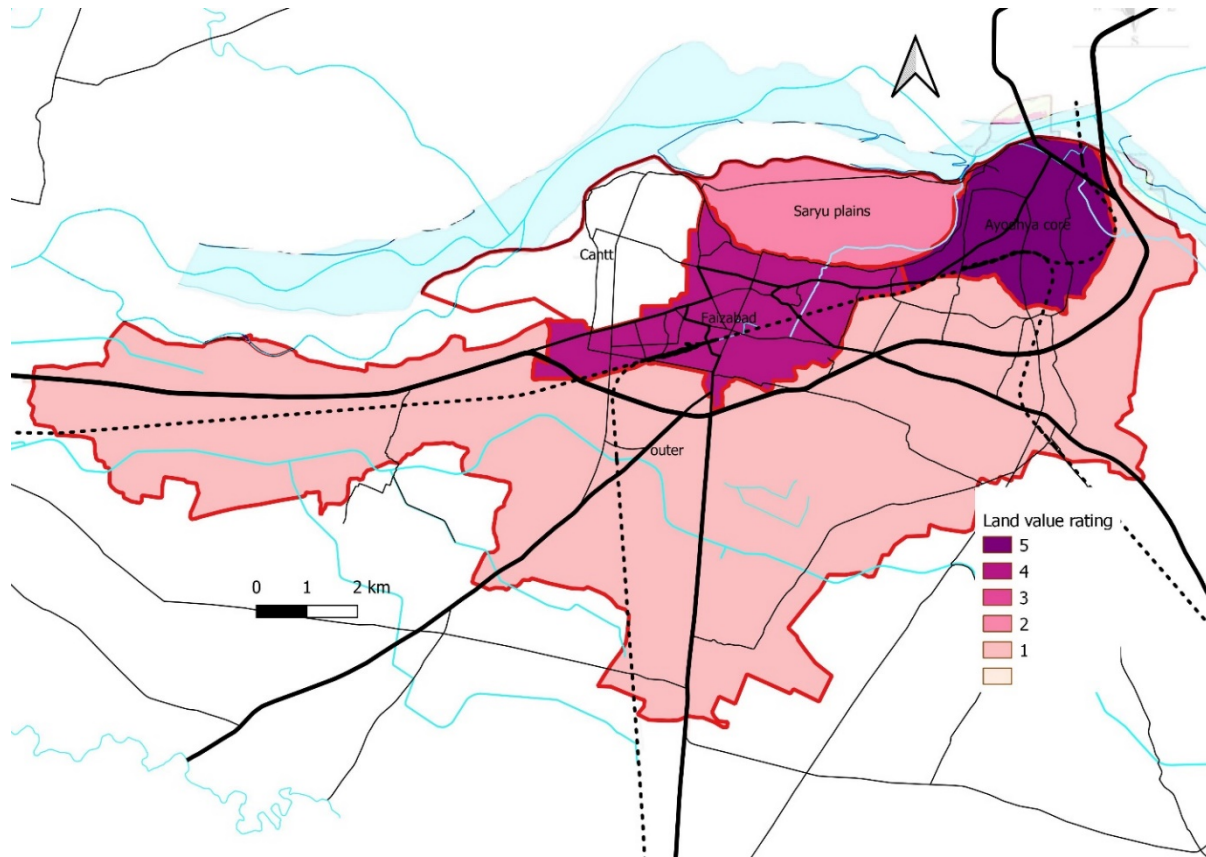 S
Saryu plains
Ayodhya core
Cantt
Faizabad
outer
0 1 2 km
Land value rating
5
4
3
2
1